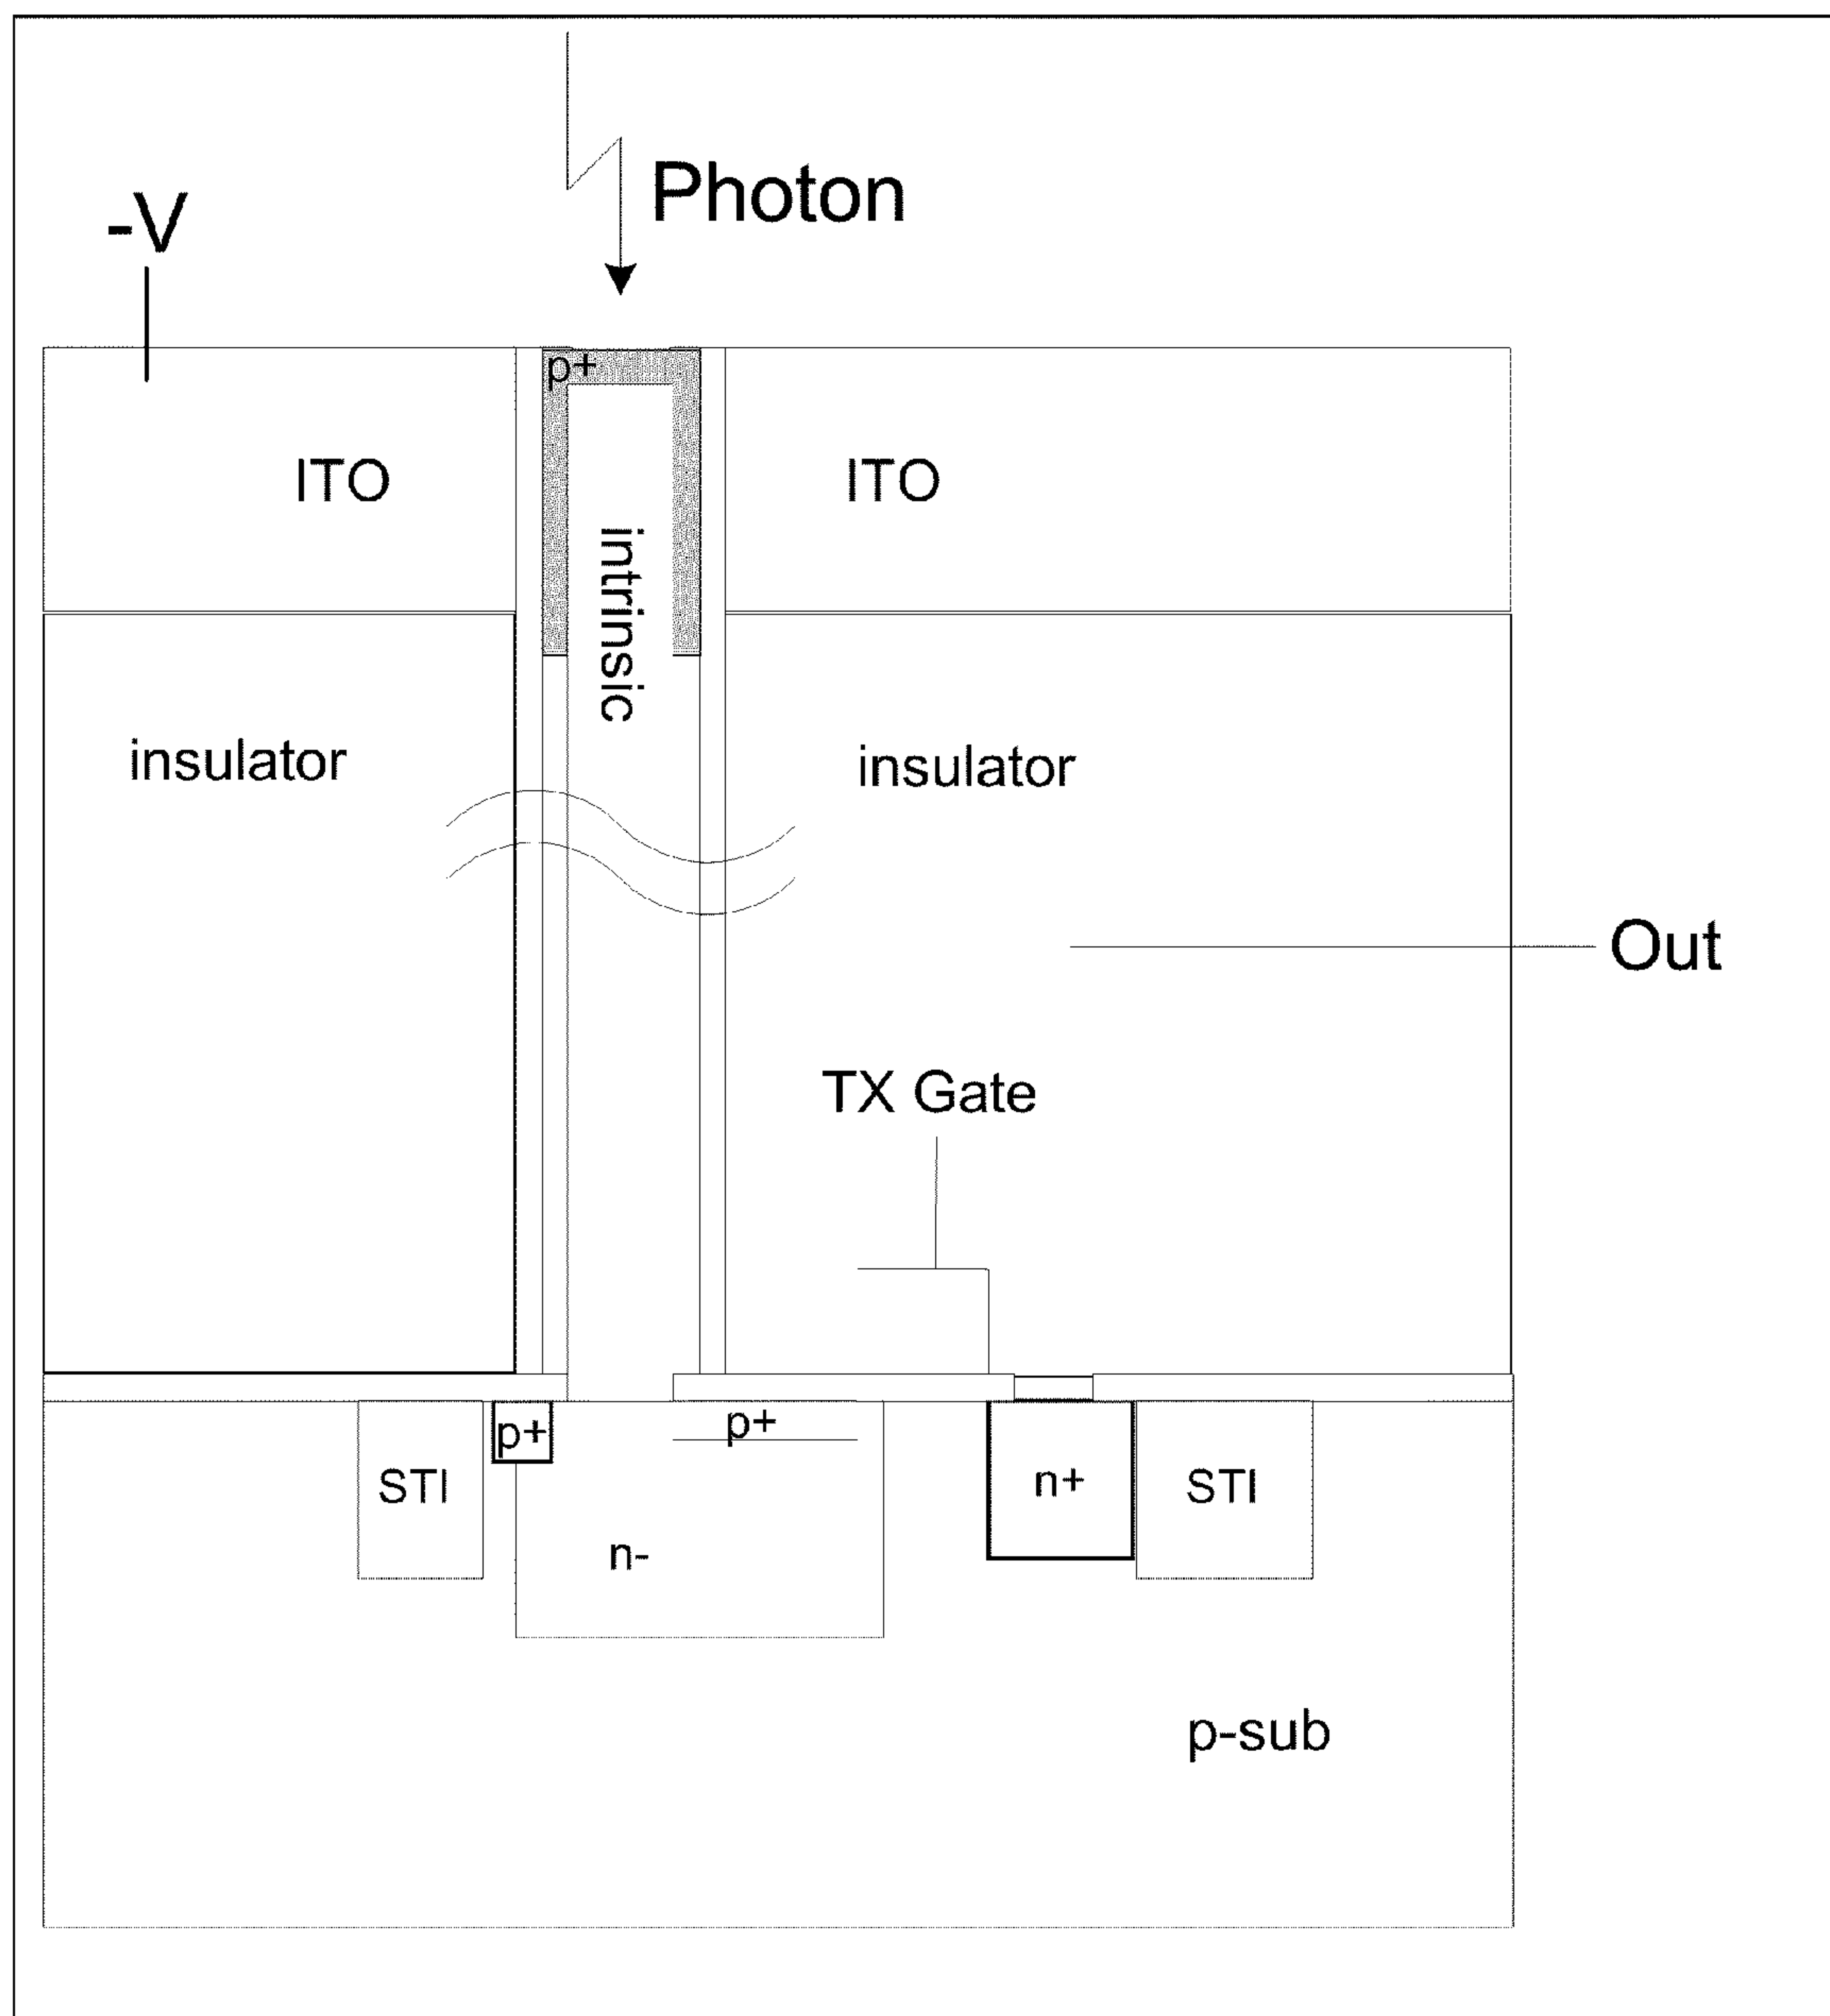 Photon
-V
p+
ITO
ITO
intrinsic
insulator
insulator
Out
TX Gate
p+
p+
STI
n+
STI
n-
p-sub